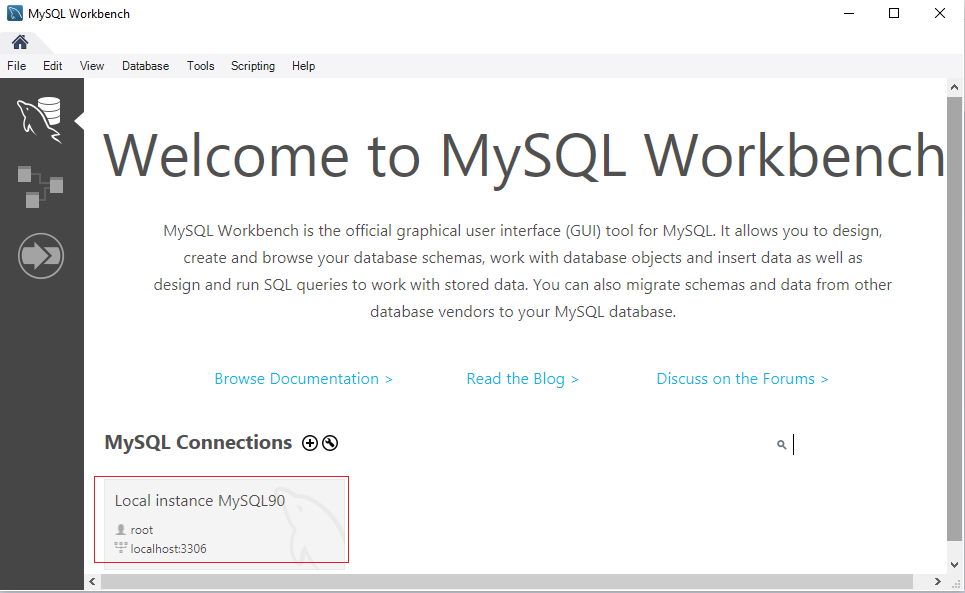 MySQL Workbench
File Edit View Database Tools Scripting Help
Welcome to MySQL Workbench
MySQL Workbench is the official graphical user interface (GUI) tool for MySQL. It allows you to design,
create and browse your database schemas, work with database objects and insert data as well as
design and run SQL queries to work with stored data. You can also migrate schemas and data from other
database vendors to your MySQL database.
Browse Documentation > Read the Blog > Discuss on the Forums >
MySQL Connections
Local instance MySQL90
root
localhost:3306